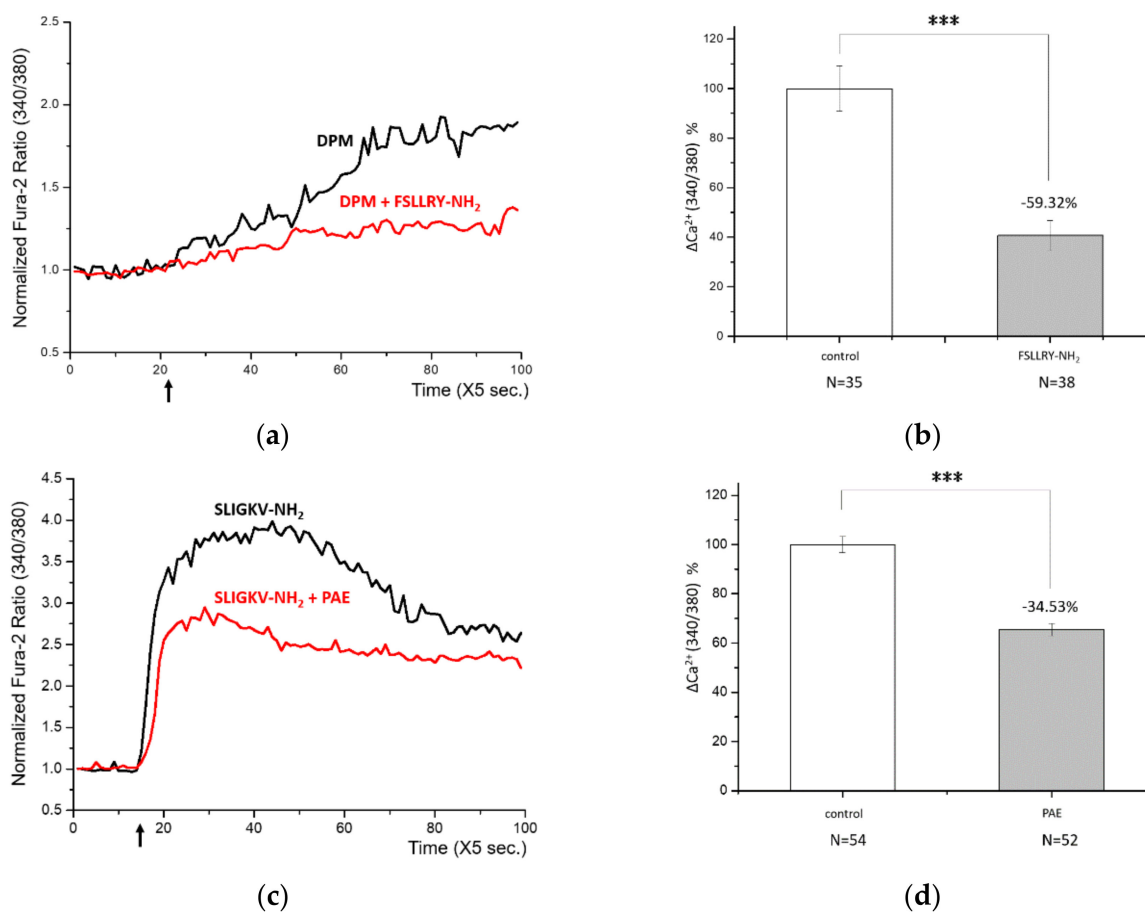 Normalized Fura-2 Ratio (340/380)
2.5
2.0
1.5
1.0
0.5
DPM
DPM + FSLLRY-NH₂
0 20 40 60 80 100
Time (X5 sec.)
(a)
ΔCa²⁺ (340/380) %
120
100
80
60
40
20
0
***
-59.32%
control FSLLRY-NH₂
N=35 N=38
(b)
Normalized Fura-2 Ratio (340/380)
4.5
4.0
3.5
3.0
2.5
2.0
1.5
1.0
0.5
SLIGKV-NH₂
SLIGKV-NH₂ + PAE
0 20 40 60 80 100
Time (X5 sec.)
(c)
ΔCa²⁺ (340/380) %
120
100
80
60
40
20
0
***
-34.53%
control PAE
N=54 N=52
(d)